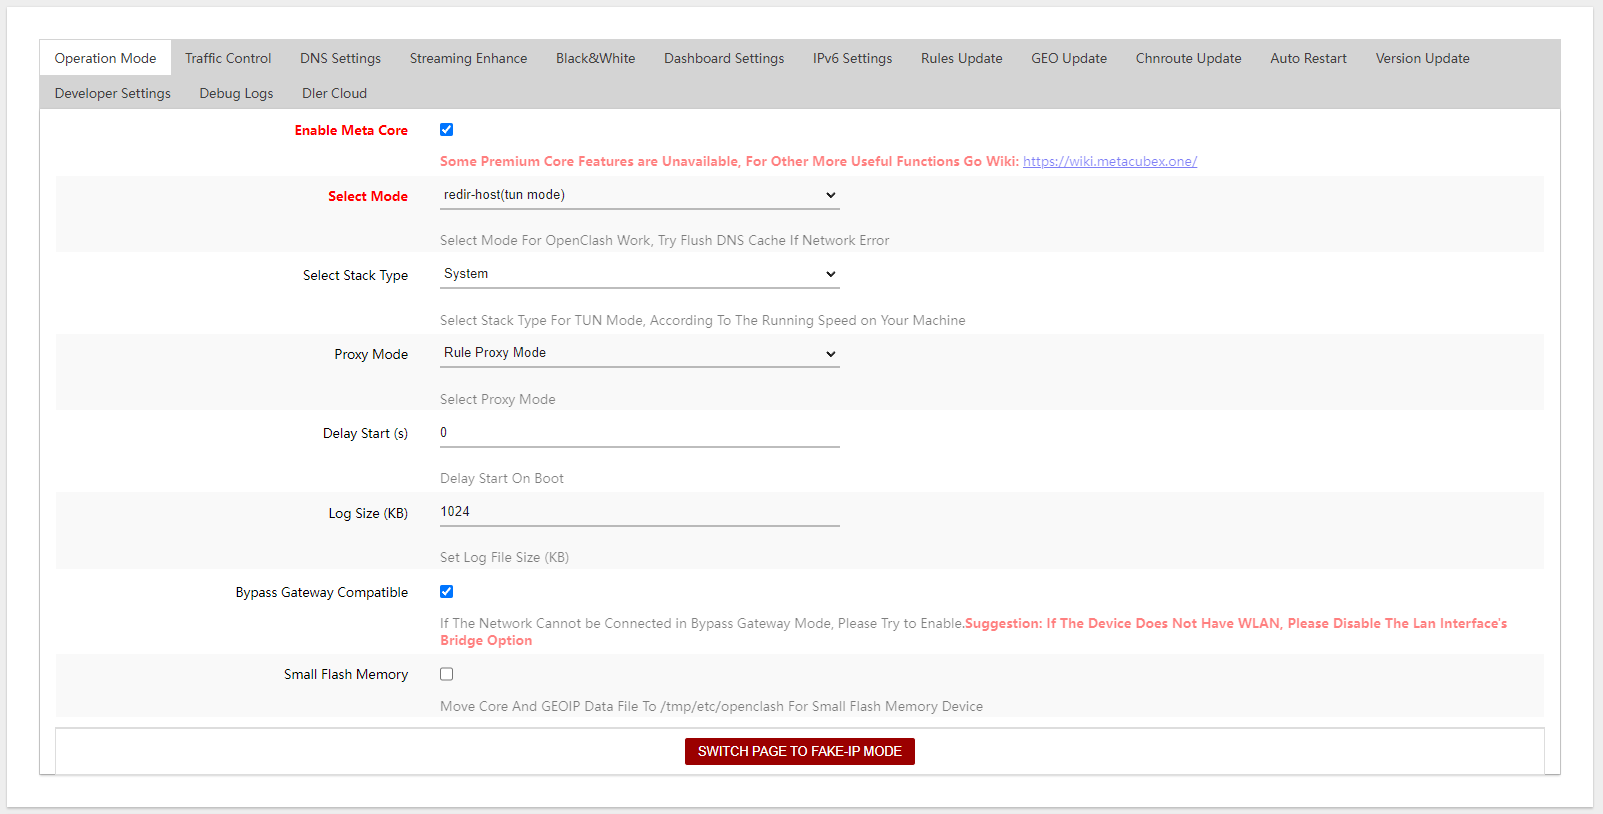 Operation Mode Traffic Control DNS Settings Streaming Enhance Black&White Dashboard Settings IPv6 Settings Rules Update GEO Update Chnroute Update Auto Restart Version Update
Developer Settings Debug Logs Dler Cloud
Enable Meta Core
Some Premium Core Features are Unavailable, For Other More Useful Functions Go Wiki: https://wiki.metacubex.one/
Select Mode redir-host(tun mode)
Select Mode For OpenClash Work, Try Flush DNS Cache If Network Error
Select Stack Type System
Select Stack Type For TUN Mode, According To The Running Speed on Your Machine
Proxy Mode Rule Proxy Mode
Select Proxy Mode
Delay Start (s) 0
Delay Start On Boot
Log Size (KB) 1024
Set Log File Size (KB)
Bypass Gateway Compatible
If The Network Cannot be Connected in Bypass Gateway Mode, Please Try to Enable.Suggestion: If The Device Does Not Have WLAN, Please Disable The Lan Interface's
Bridge Option
Small Flash Memory
Move Core And GEOIP Data File To /tmp/etc/openclash For Small Flash Memory Device
SWITCH PAGE TO FAKE-IP MODE